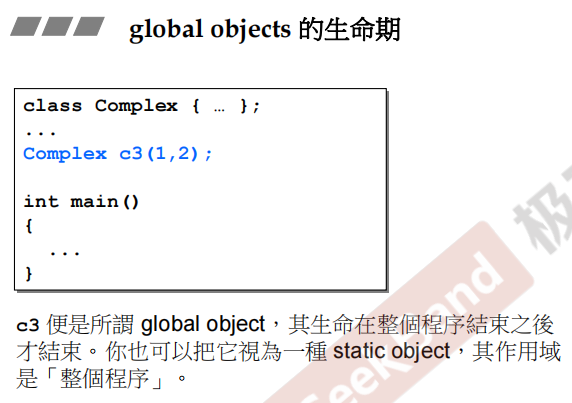 global objects 的生命期
class Complex { … };
...
Complex c3(1,2);
int main()
{
...
}
c3 便是所謂 global object，其生命在整個程序結束之後
才結束。你也可以把它視為一種 static object，其作用域
是「整個程序」。
SeekBand 极